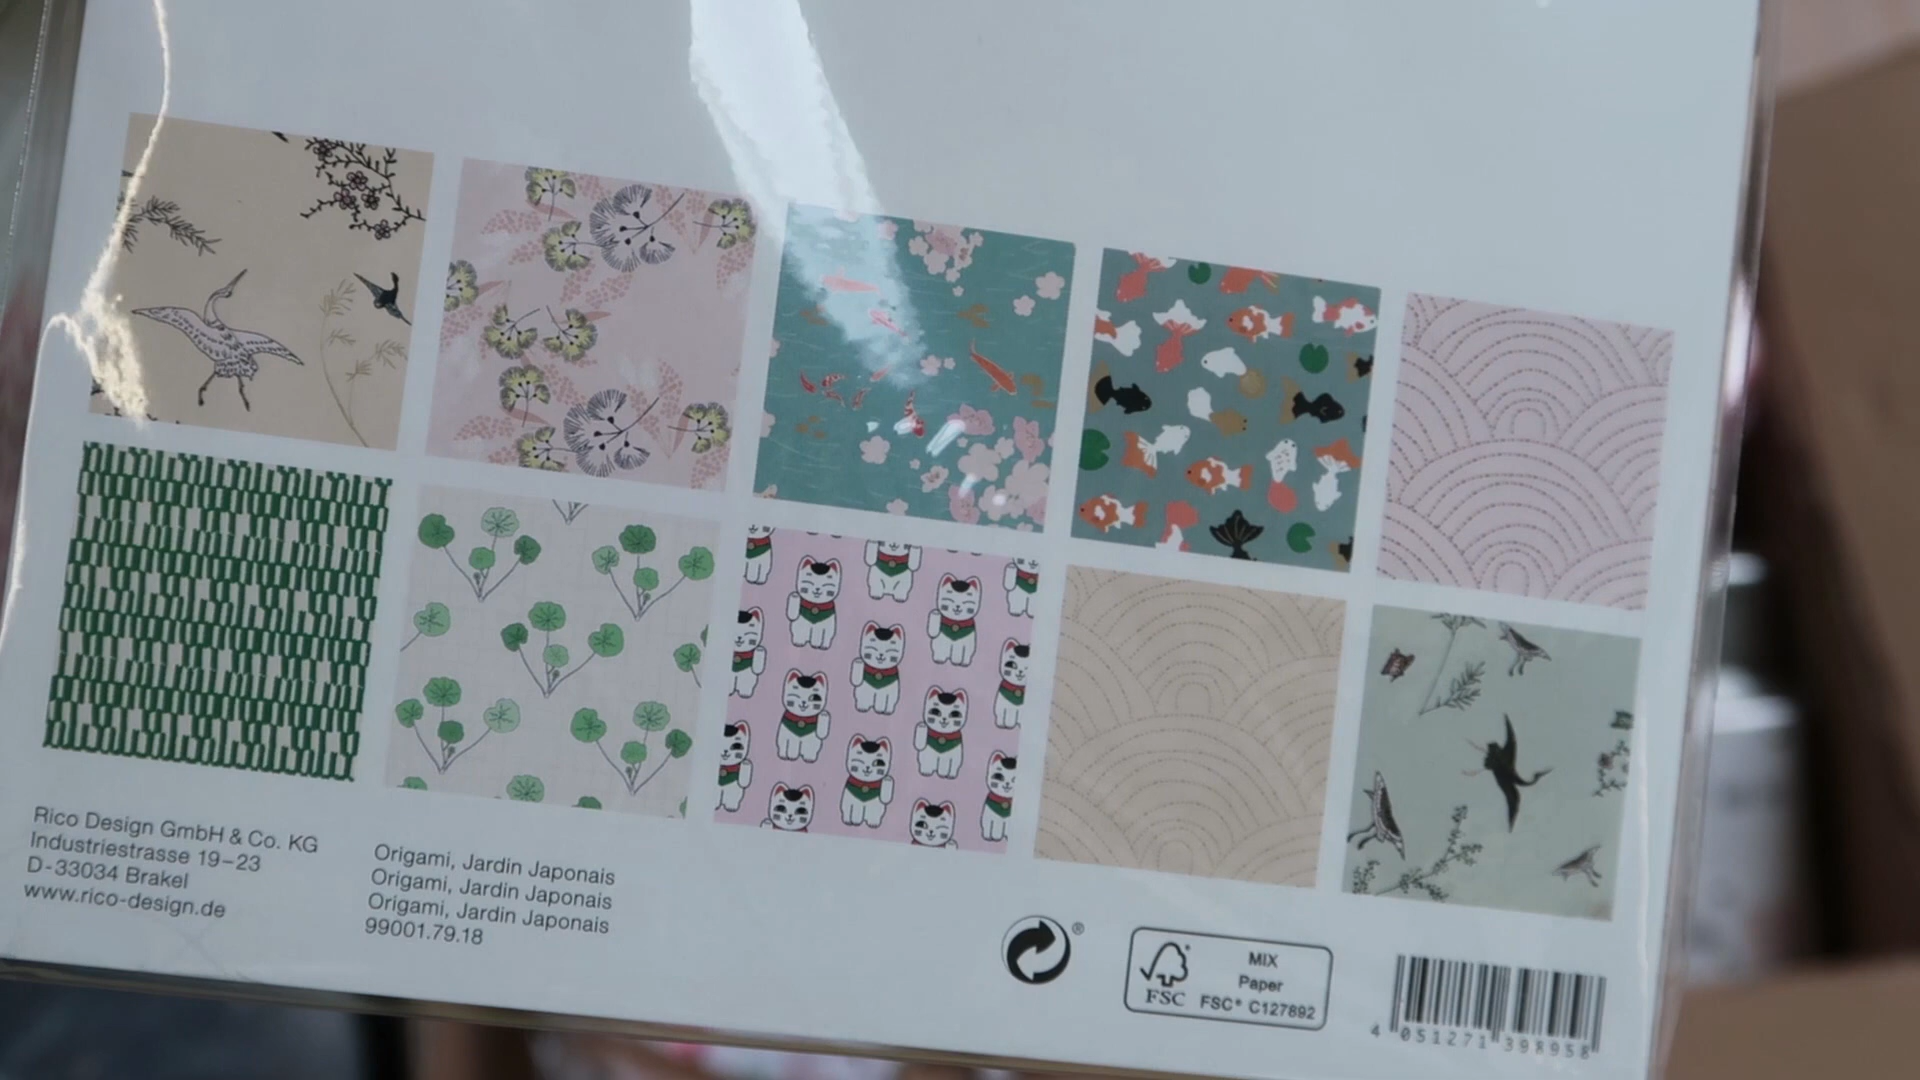 Rico Design GmbH & Co. KG
Industriestrasse 19–23
D-33034 Brakel
www.rico-design.de
Origami, Jardin Japonais
Origami, Jardin Japonais
Origami, Jardin Japonais
99001.79.18
®
MIX
Paper
FSC® C127892
FSC
4 051271 398958